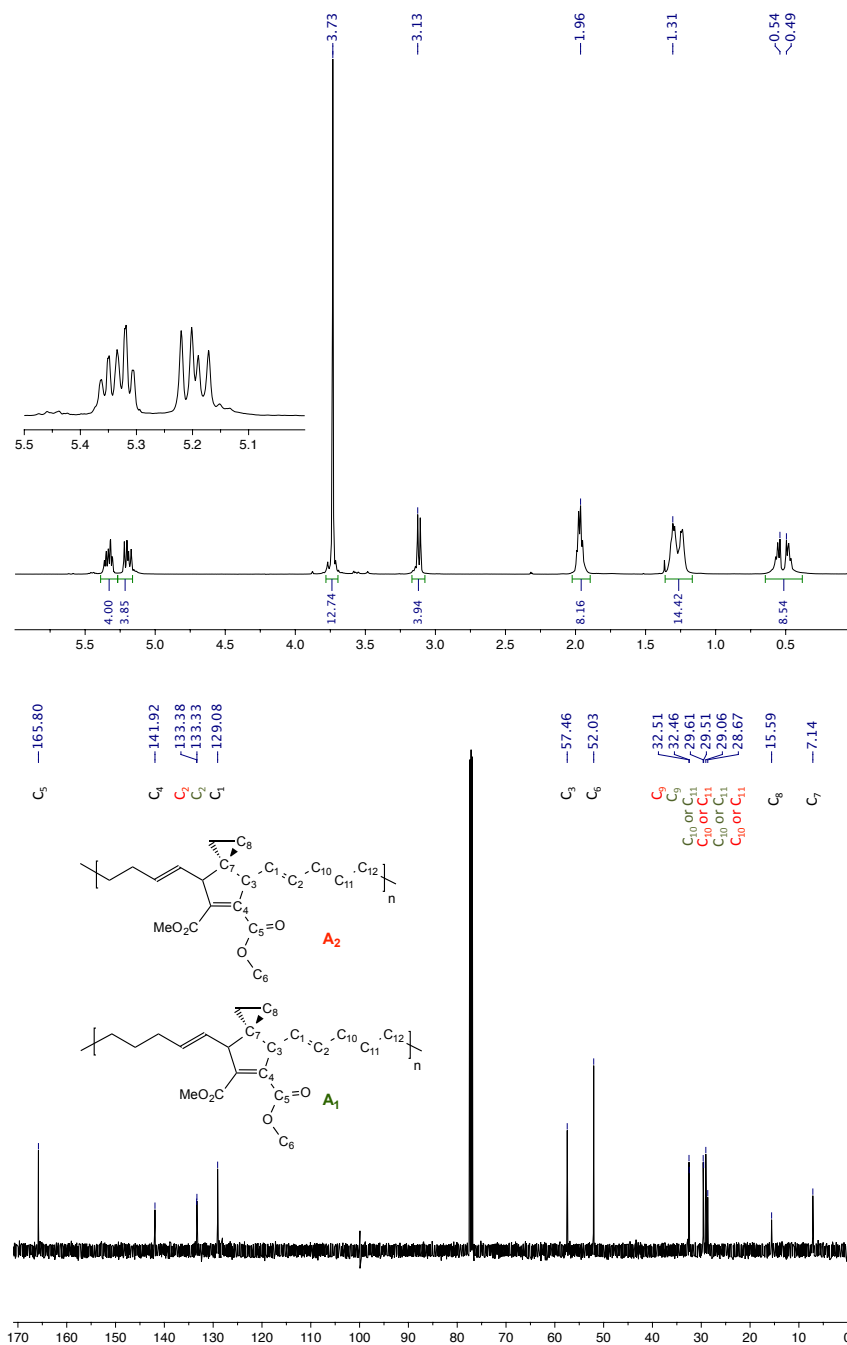 3.73
3.13
1.96
1.31
0.54
0.49
5.5
5.4
5.3
5.2
5.1
4.00
3.85
12.74
3.94
8.16
14.42
8.54
5.5
5.0
4.5
4.0
3.5
3.0
2.5
2.0
1.5
1.0
0.5
165.80
141.92
133.38
133.33
129.08
57.46
52.03
32.51
32.46
29.61
29.51
29.06
28.67
15.59
7.14
C5
C4
C2
C2
C1
C3
C6
C9
C9
C10 or C11
C10 or C11
C10 or C11
C10 or C11
C8
C7
C8
C7
C3
C1
C2
C10
C11
C12
n
C4
MeO2C
C5
O
O
C6
A2
C8
C7
C3
C1
C2
C10
C11
C12
n
C4
MeO2C
C5
O
O
C6
A1
170
160
150
140
130
120
110
100
90
80
70
60
50
40
30
20
10
0